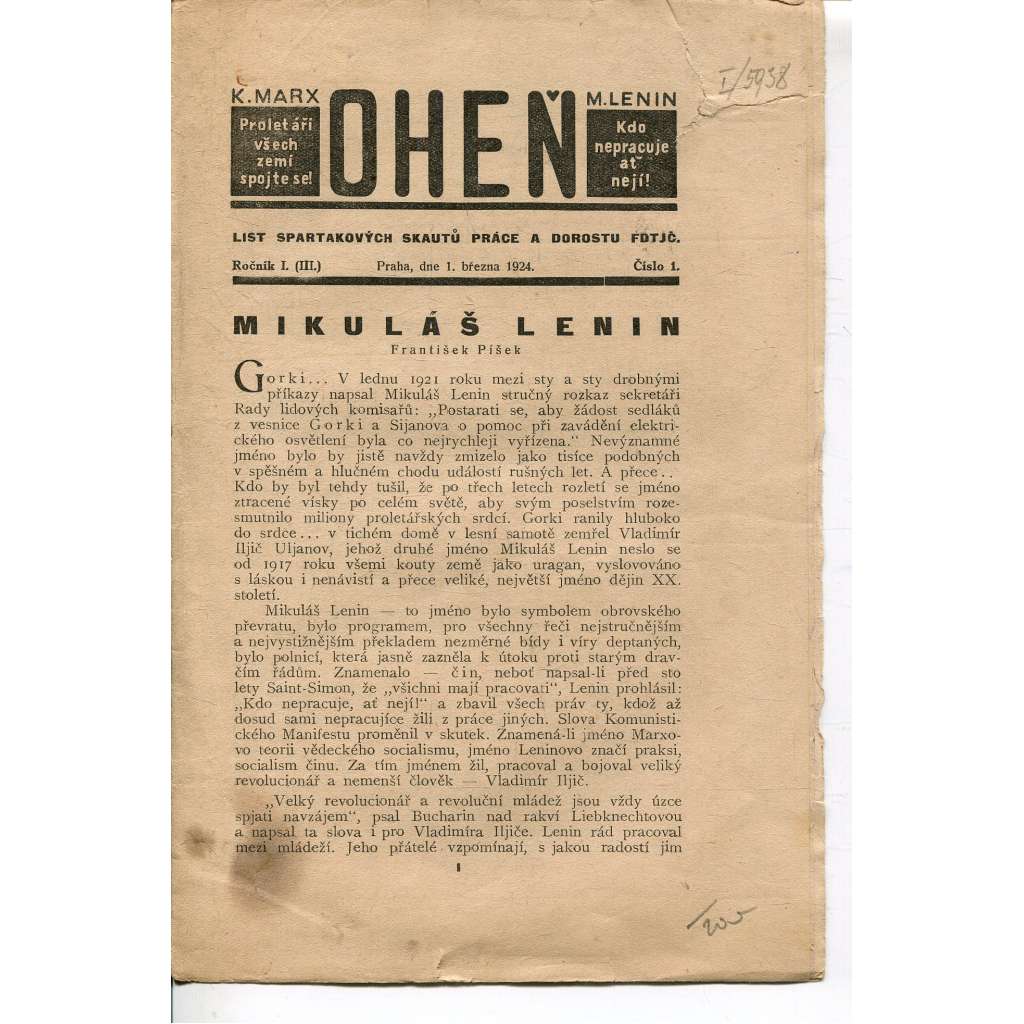 I/5938
K. MARX
Proletáři
všech
zemí
spojte se!
OHEŇ
M. LENIN
Kdo
nepracuje
ať
nejí!
LIST SPARTAKOVÝCH SKAUTŮ PRÁCE A DOROSTU FDTJČ.
Ročník I. (III.) Praha, dne 1. března 1924. Číslo 1.
MIKULÁŠ LENIN
František Píšek
Gorki... V lednu 1921 roku mezi sty a sty drobnými
příkazy napsal Mikuláš Lenin stručný rozkaz sekretáři
Rady lidových komisařů: „Postarati se, aby žádost sedláků
z vesnice Gorki a Sijanova o pomoc při zavádění elektri-
ckého osvětlení byla co nejrychleji vyřízena.“ Nevýznamné
jméno bylo by jistě navždy zmizelo jako tisíce podobných
v spěšném a hlučném chodu událostí rušných let. A přece..
Kdo by byl tehdy tušil, že po třech letech rozletí se jméno
ztracené vísky po celém světě, aby svým poselstvím roze-
smutnilo miliony proletářských srdcí. Gorki ranily hluboko
do srdce... v tichém domě v lesní samotě zemřel Vladimír
Iljič Uljanov, jehož druhé jméno Mikuláš Lenin neslo se
od 1917 roku všemi kouty země jako uragan, vyslovováno
s láskou i nenávistí a přece veliké, největší jméno dějin XX.
století.
Mikuláš Lenin — to jméno bylo symbolem obrovského
převratu, bylo programem, pro všechny řeči nejstručnějším
a nejvystižnějším překladem nezměrné bídy i víry deptaných,
bylo polnicí, která jasně zazněla k útoku proti starým drav-
čím řádům. Znamenalo — čin, neboť napsal-li před sto
lety Saint-Simon, že „všichni mají pracovati“, Lenin prohlásil:
„Kdo nepracuje, ať nejí!“ a zbavil všech práv ty, kdož až
dosud sami nepracujíce žili z práce jiných. Slova Komunisti-
ckého Manifestu proměnil v skutek. Znamená-li jméno Marxo-
vo teorii vědeckého socialismu, jméno Leninovo značí praksi,
socialism činu. Za tím jménem žil, pracoval a bojoval veliký
revolucionář a nemenší člověk — Vladimír Iljič.
„Velký revolucionář a revoluční mládež jsou vždy úzce
spjati navzájem“, psal Bucharin nad rakví Liebknechtovou
a napsal ta slova i pro Vladimíra Iljiče. Lenin rád pracoval
mezi mládeží. Jeho přátelé vzpomínají, s jakou radostí jim
1